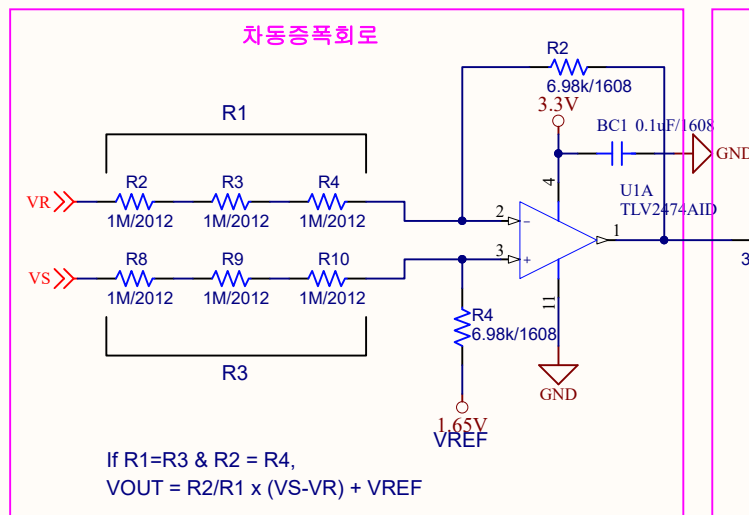 차동증폭회로
R2
6.98k/1608
3.3V
R1
BC1 0.1uF/1608
GND
4
U1A
TLV2474AID
VR
R2
R3
R4
1M/2012
1M/2012
1M/2012
2
1
3
3
VS
R8
R9
R10
1M/2012
1M/2012
1M/2012
11
R4
6.98k/1608
R3
GND
1.65V
VREF
If R1=R3 & R2 = R4,
VOUT = R2/R1 x (VS-VR) + VREF